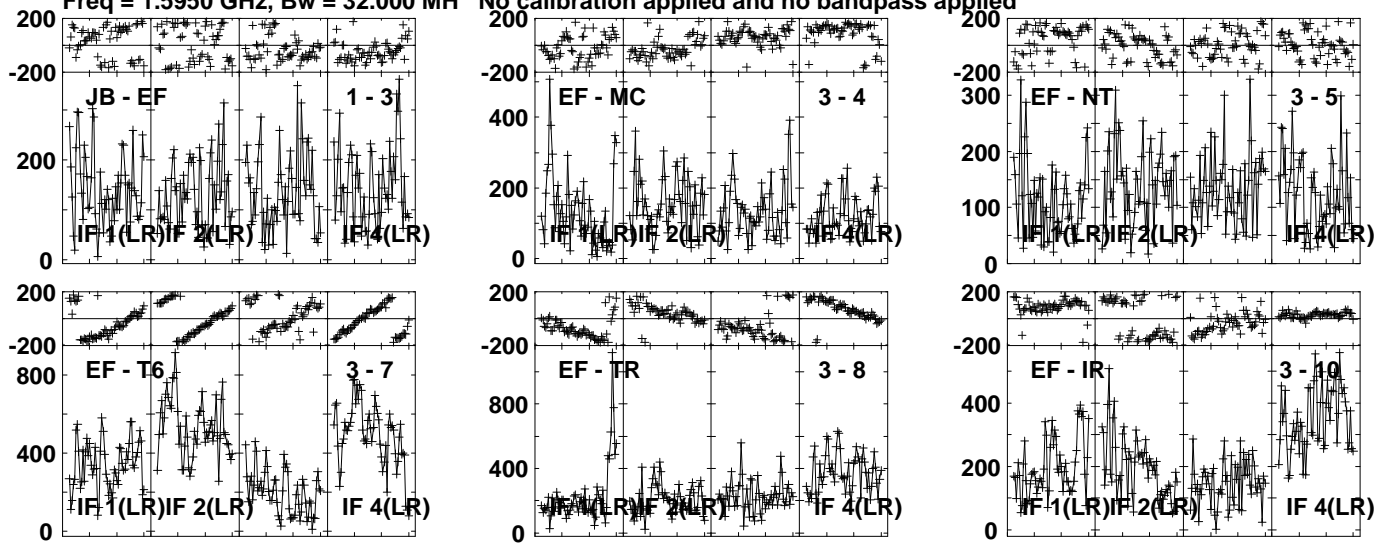 Freq = 1.5950 GHz, Bw = 32.000 MH No calibration applied and no bandpass applied
200
-200
JB - EF 1 - 3
200
0
IF 1(LR) IF 2(LR) IF 4(LR)
200
-200
EF - MC 3 - 4
400
200
0
IF 1(LR) IF 2(LR) IF 4(LR)
200
-200
EF - NT 3 - 5
300
200
100
0
IF 1(LR) IF 2(LR) IF 4(LR)
200
-200
EF - T6 3 - 7
800
400
0
IF 1(LR) IF 2(LR) IF 4(LR)
200
-200
EF - TR 3 - 8
800
400
0
IF 1(LR) IF 2(LR) IF 4(LR)
200
-200
EF - IR 3 - 10
400
200
0
IF 1(LR) IF 2(LR) IF 4(LR)